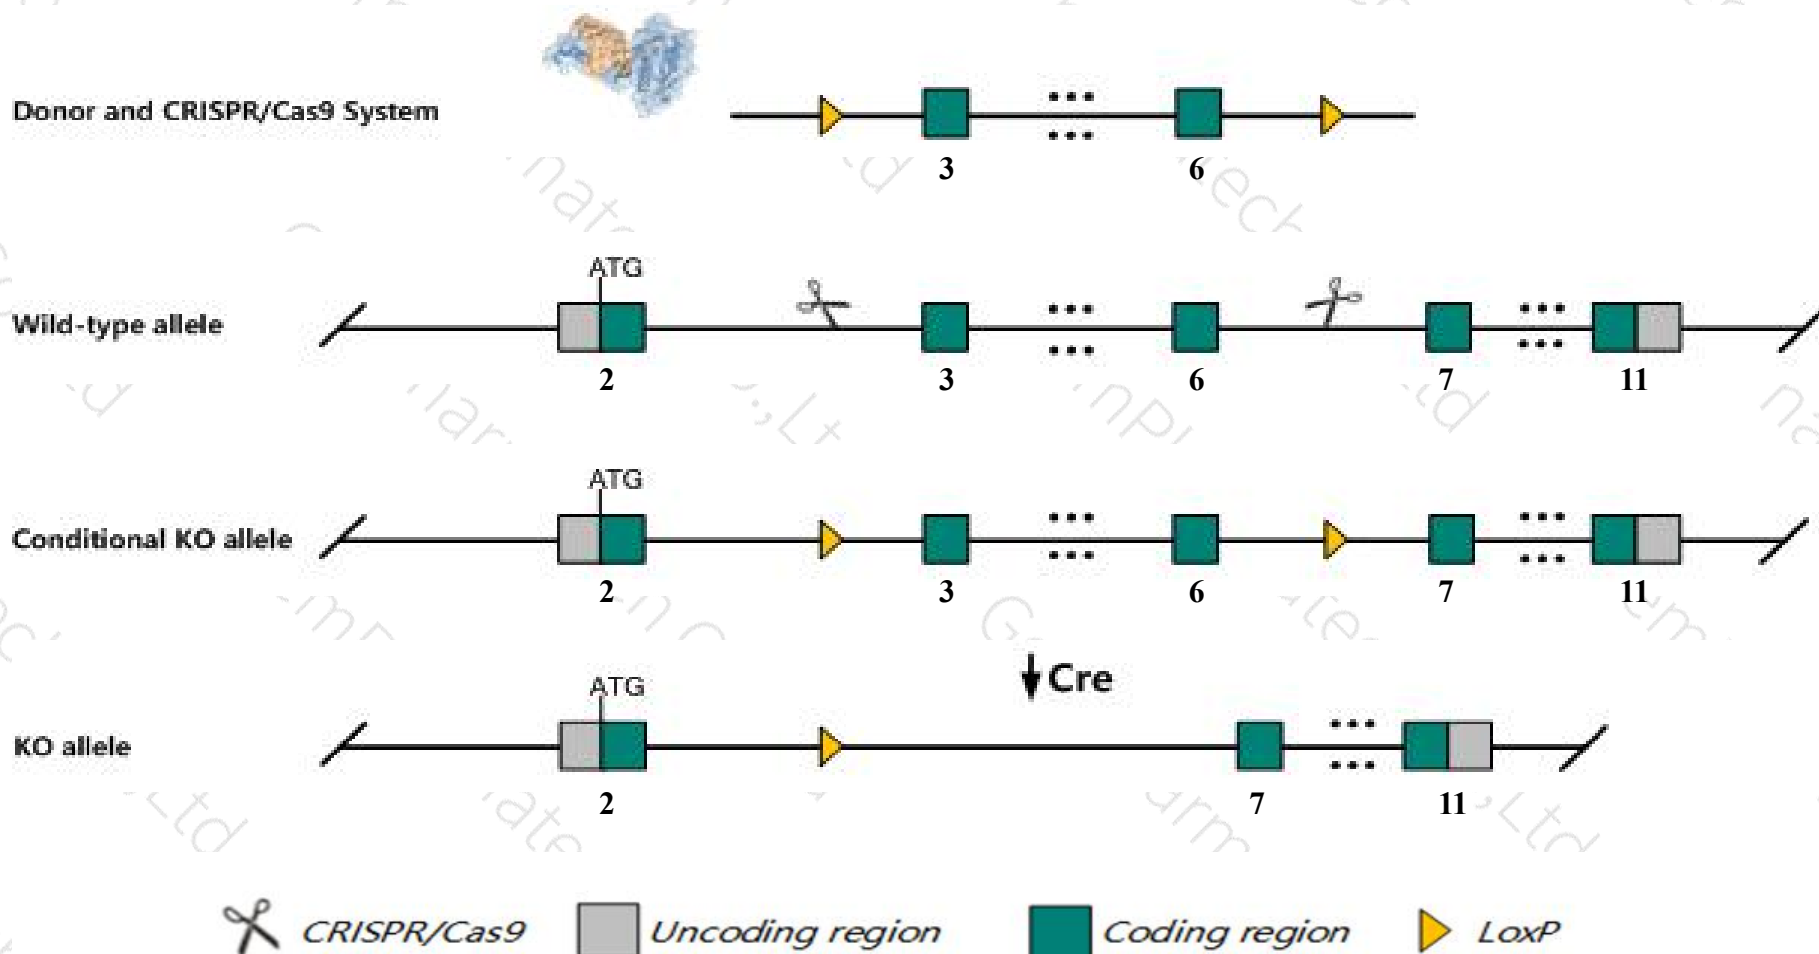 Donor and CRISPR/Cas9 System
3 6
ATG
Wild-type allele
2 3 6 7 11
ATG
Conditional KO allele
2 3 6 7 11
Cre
ATG
KO allele
2 7 11
CRISPR/Cas9 Uncoding region Coding region LoxP